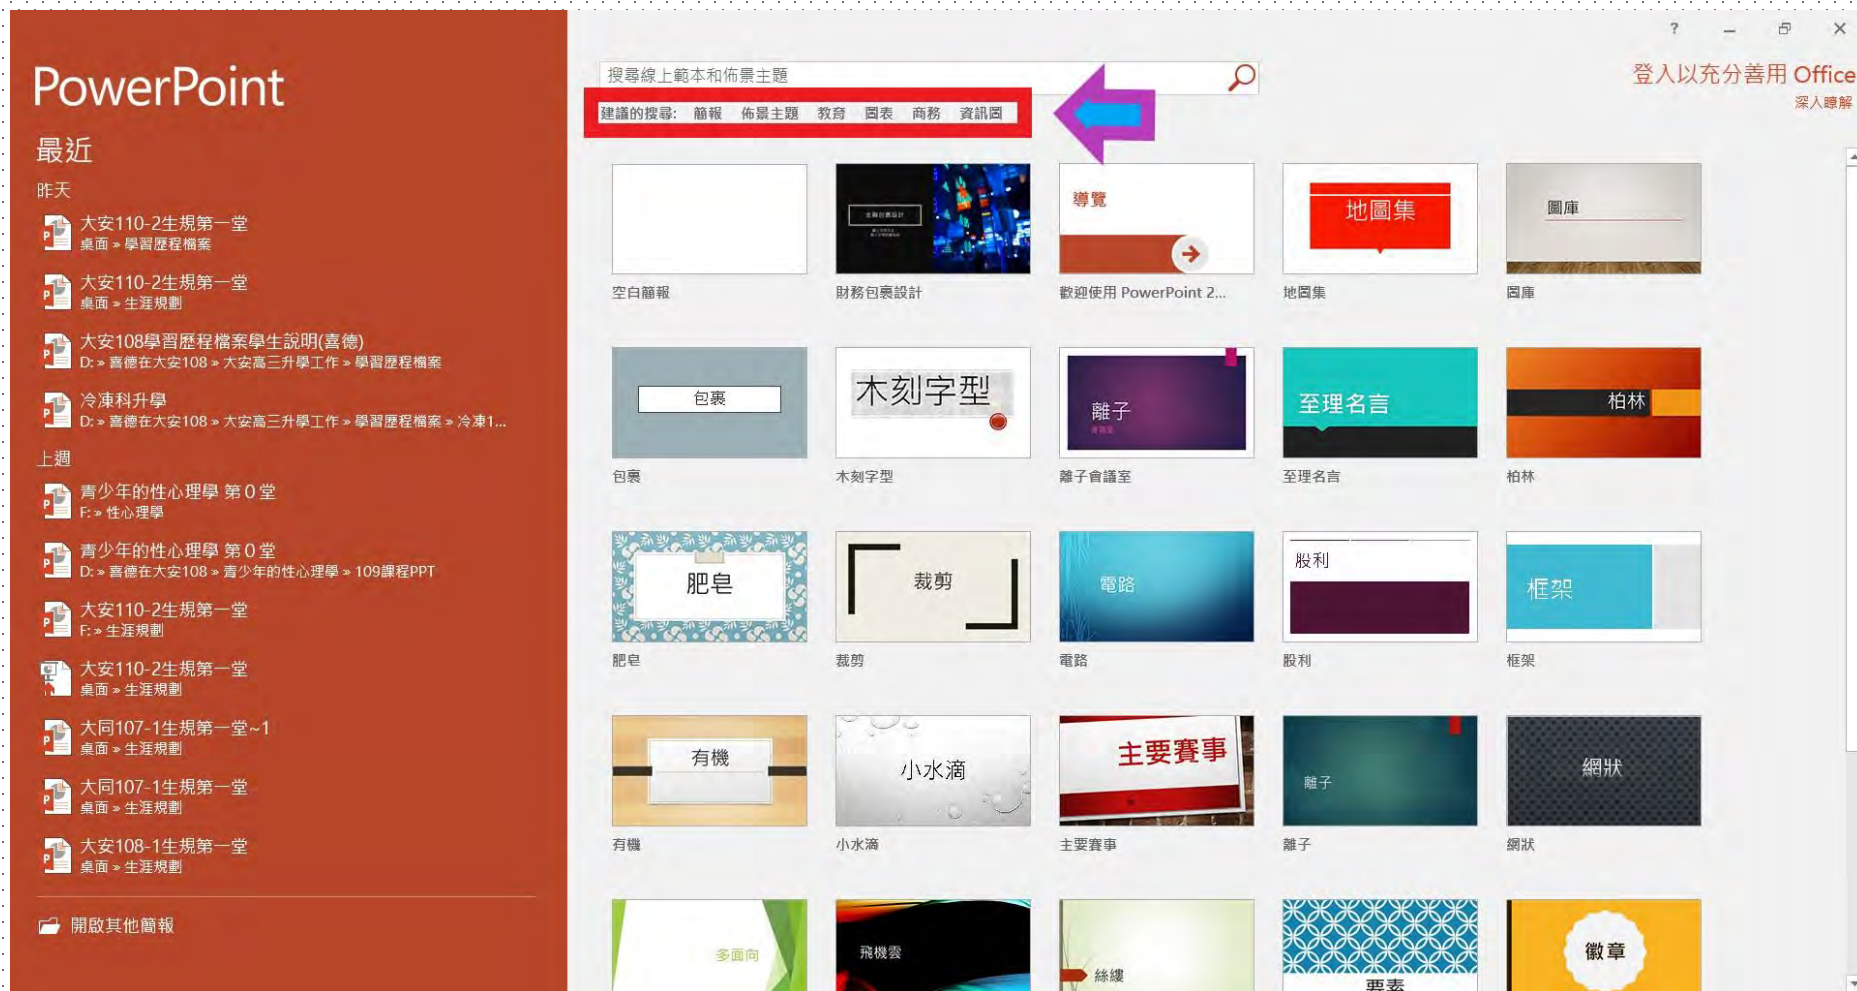 PowerPoint
最近
昨天
大安110-2生規第一堂
桌面 » 學習歷程檔案
大安110-2生規第一堂
桌面 » 生涯規劃
大安108學習歷程檔案學生說明(喜德)
D: » 喜德在大安108 » 大安高三升學工作 » 學習歷程檔案
冷凍科升學
D: » 喜德在大安108 » 大安高三升學工作 » 學習歷程檔案 » 冷凍1...
上週
青少年的性心理學 第０堂
F: » 性心理學
青少年的性心理學 第０堂
D: » 喜德在大安108 » 青少年的性心理學 » 109課程PPT
大安110-2生規第一堂
F: » 生涯規劃
大安110-2生規第一堂
桌面 » 生涯規劃
大同107-1生規第一堂~1
桌面 » 生涯規劃
大同107-1生規第一堂
桌面 » 生涯規劃
大安108-1生規第一堂
桌面 » 生涯規劃
開啟其他簡報
?
登入以充分善用 Office
深入瞭解
搜尋線上範本和佈景主題
建議的搜尋: 簡報 佈景主題 教育 圖表 商務 資訊圖
導覽
地圖集
圖庫
空白簡報
財務包裹設計
歡迎使用 PowerPoint 2...
地圖集
圖庫
包裹
木刻字型
離子
會議室
至理名言
柏林
包裹
木刻字型
離子會議室
至理名言
柏林
肥皂
裁剪
電路
股利
框架
肥皂
裁剪
電路
股利
框架
有機
小水滴
主要賽事
離子
網狀
有機
小水滴
主要賽事
離子
網狀
多面向
飛機雲
絲縷
要素
徽章